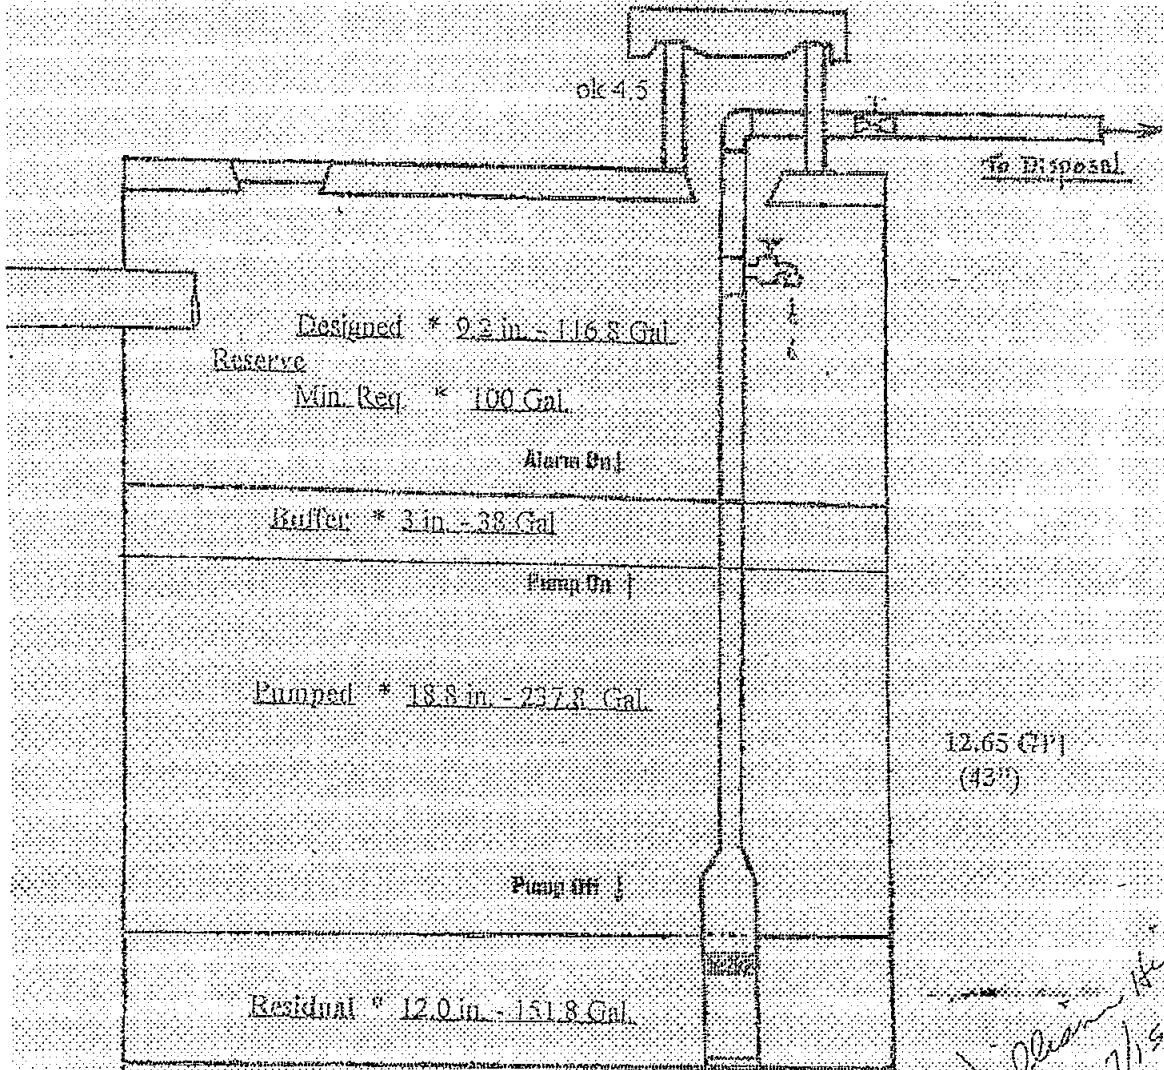 4.5
To Disposal
Designed * 9.2 in. - 116.8 Gal.
Reserve
Min. Req. * 100 Gal.
Alarm On
Buffer * 3 in. - 38 Gal
Pump On
Pumped * 18.8 in. - 237.8 Gal.
12.65 GPI
(43")
Pump Off
Residual * 12.0 in. - 151.8 Gal.